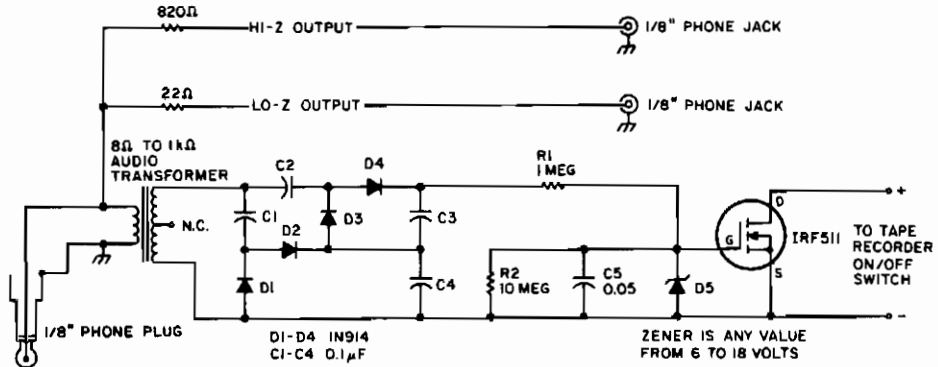 820Ω
HI-Z OUTPUT
1/8" PHONE JACK
22Ω
LO-Z OUTPUT
1/8" PHONE JACK
8Ω TO 1kΩ
AUDIO
TRANSFORMER
N.C.
C2
D4
R1
1 MEG
C1
D3
C3
D2
D1
C4
R2
10 MEG
C5
0.05
D5
G
D
S
IRF511
+
TO TAPE
RECORDER
ON/OFF
SWITCH
–
1/8" PHONE PLUG
D1-D4 IN914
C1-C4 0.1μF
ZENER IS ANY VALUE
FROM 6 TO 18 VOLTS